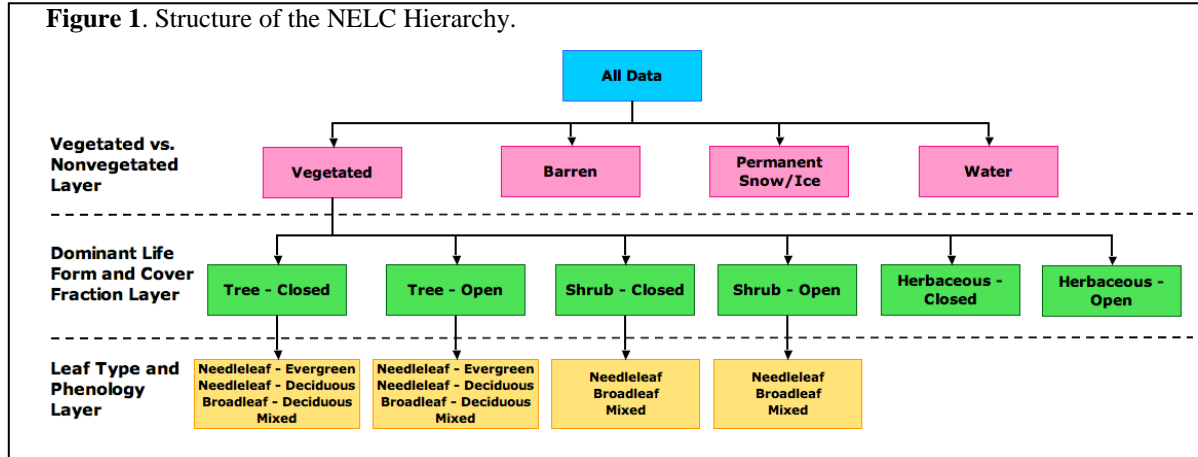 Figure 1. Structure of the NELC Hierarchy.
All Data
Vegetated vs.
Nonvegetated
Layer
Vegetated
Barren
Permanent
Snow/Ice
Water
Dominant Life
Form and Cover
Fraction Layer
Tree - Closed
Tree - Open
Shrub - Closed
Shrub - Open
Herbaceous -
Closed
Herbaceous -
Open
Leaf Type and
Phenology
Layer
Needleleaf - Evergreen
Needleleaf - Deciduous
Broadleaf - Deciduous
Mixed
Needleleaf - Evergreen
Needleleaf - Deciduous
Broadleaf - Deciduous
Mixed
Needleleaf
Broadleaf
Mixed
Needleleaf
Broadleaf
Mixed